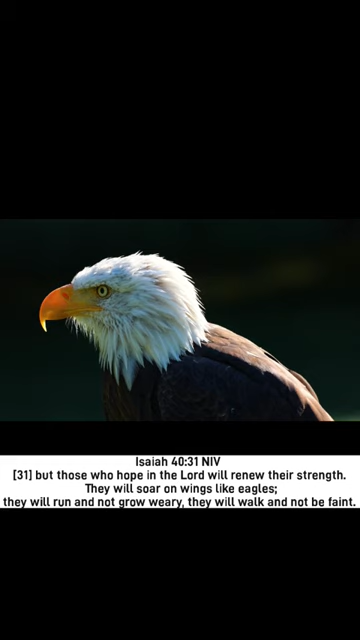 Isaiah 40:31 NIV
[31] but those who hope in the Lord will renew their strength.
They will soar on wings like eagles;
they will run and not grow weary, they will walk and not be faint.